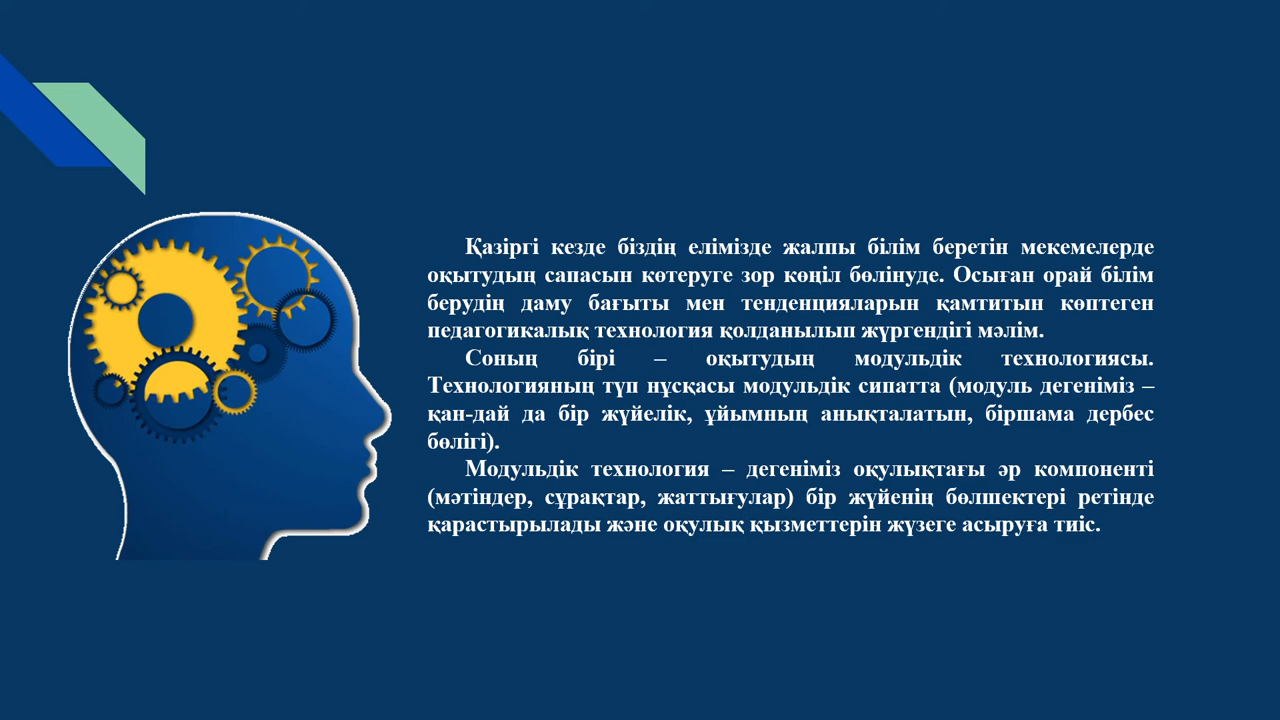 Қазіргі кезде біздің елімізде жалпы білім беретін мекемелерде
оқытудың сапасын көтеруге зор көңіл бөлінуде. Осыған орай білім
берудің даму бағыты мен тенденцияларын қамтитын көптеген
педагогикалық технология қолданылып жүргендігі мәлім.
Соның бірі – оқытудың модульдік технологиясы.
Технологияның түп нұсқасы модульдік сипатта (модуль дегеніміз –
қан-дай да бір жүйелік, ұйымның анықталатын, біршама дербес
бөлігі).
Модульдік технология – дегеніміз оқулықтағы әр компоненті
(мәтіндер, сұрақтар, жаттығулар) бір жүйенің бөлшектері ретінде
қарастырылады және оқулық қызметтерін жүзеге асыруға тиіс.